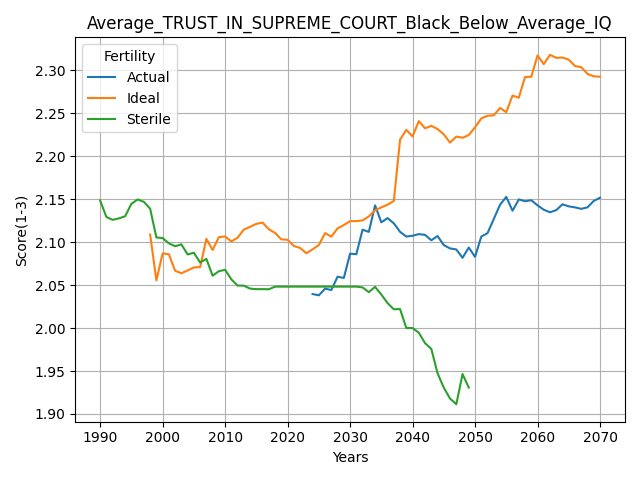 Average_TRUST_IN_SUPREME_COURT_Black_Below_Average_IQ
Fertility
Actual
Ideal
Sterile
Score(1-3)
2.30
2.25
2.20
2.15
2.10
2.05
2.00
1.95
1.90
1990 2000 2010 2020 2030 2040 2050 2060 2070
Years